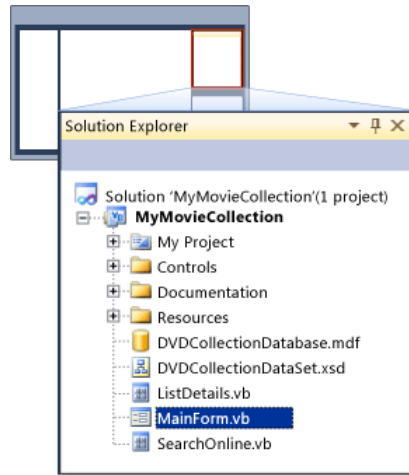 Solution Explorer
Solution 'MyMovieCollection'(1 project)
MyMovieCollection
My Project
Controls
Documentation
Resources
DVDCollectionDatabase.mdf
DVDCollectionDataSet.xsd
ListDetails.vb
MainForm.vb
SearchOnline.vb